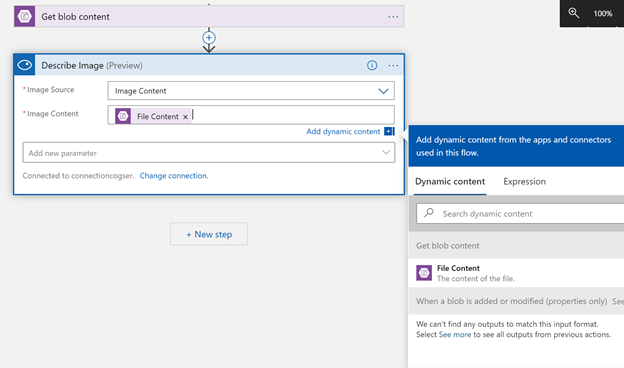 Get blob content
...
100%
Describe Image (Preview)
...
* Image Source
Image Content
* Image Content
File Content ×
Add dynamic content
Add new parameter
Connected to connectioncogser. Change connection.
+ New step
Add dynamic content from the apps and connectors
used in this flow.
Dynamic content Expression
Search dynamic content
Get blob content
File Content
The content of the file.
When a blob is added or modified (properties only) See
We can't find any outputs to match this input format.
Select See more to see all outputs from previous actions.